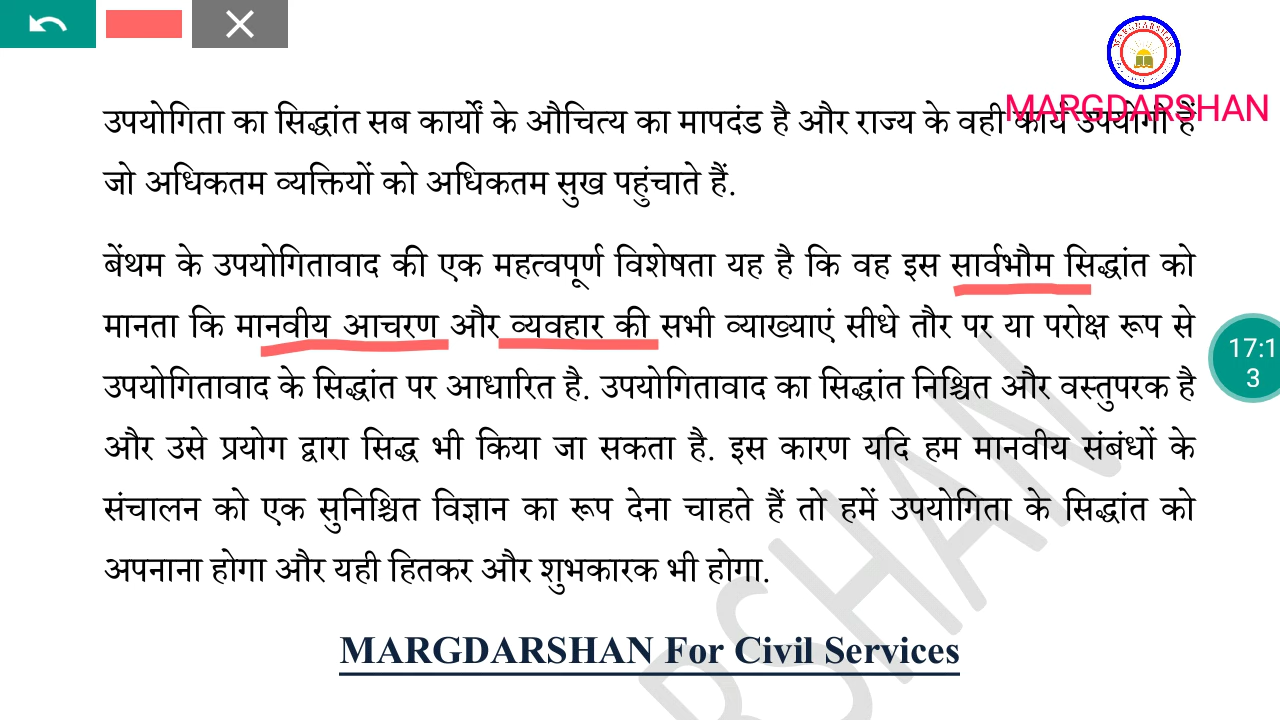 MARGDARSHAN
उपयोगिता का सिद्धांत सब कार्यों के औचित्य का मापदंड है और राज्य के वही कार्य उपयोगी हैं
जो अधिकतम व्यक्तियों को अधिकतम सुख पहुंचाते हैं.
बेंथम के उपयोगितावाद की एक महत्वपूर्ण विशेषता यह है कि वह इस सार्वभौम सिद्धांत को
मानता कि मानवीय आचरण और व्यवहार की सभी व्याख्याएं सीधे तौर पर या परोक्ष रूप से
उपयोगितावाद के सिद्धांत पर आधारित है. उपयोगितावाद का सिद्धांत निश्चित और वस्तुपरक है
और उसे प्रयोग द्वारा सिद्ध भी किया जा सकता है. इस कारण यदि हम मानवीय संबंधों के
संचालन को एक सुनिश्चित विज्ञान का रूप देना चाहते हैं तो हमें उपयोगिता के सिद्धांत को
अपनाना होगा और यही हितकर और शुभकारक भी होगा.
17:1
3
MARGDARSHAN For Civil Services